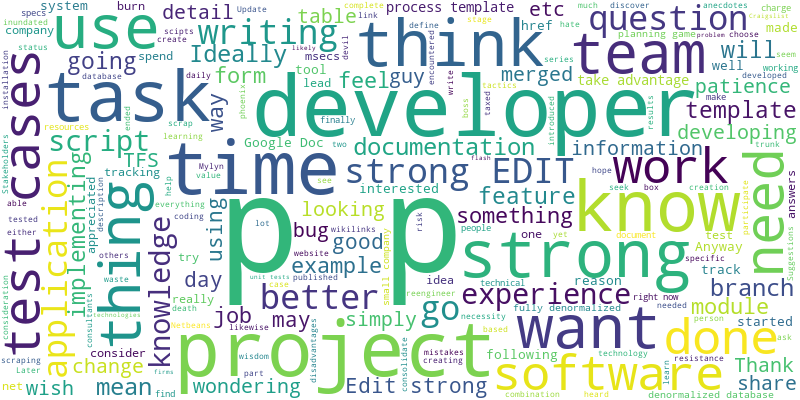 specs
system
burn
detail
table
process template
etc
Update
link
complete
stage
define
hate
planning game
discover
anecdotes
much
Craigslist
problem
choose
charge
made
inundated
company
status
use
writing
scipts
create
likely
href
think
team
question
going
Ideally
spend
daily
form
tool
msecs
guy
merged
will
well
seem
working
developed
take advantage
patience
installation
database
task
script
way
phoenix
lead
feel
devil
encountered
write
tactics
series
developer
results
make
template
test cases
resources
ended
scrap
learning
Google Doc
finally
two
documentation
boss
taxed
introduced
information
developing
trunk
Stakeholders
able
tested
either
TFS
tracking
Mylyn
value
help
time
strong
EDIT
work
answers
appreciated
description
implementing
application
thing
everything
coding
using
see
flash
interested
looking
feature
something
hope
seek
box
creation
know
need
participate
document
Suggestions
consideration
others
waste
consultants
technologies
knowledge
try
day
really
death
lot
wikilinks
website
bug
good
example
risk
people
small company
one
yet
test
Anyway
track
specific
branch
p
p
strong
unit tests
published
case
better
idea
reason
technical
experience
right now
needed
module
scraping
Later
change
consider
Netbeans
likewise
wisdom
part
job
may
simply
reengineer
go
necessity
based
want
fully denormalized
done
started
person
ask
net
wish
mean
firms
find
wondering
project
disadvantages
Edit strong
consolidate
mistakes
creating
following
combination
technology
heard
software
resistance
learn
denormalized database
Thank
share